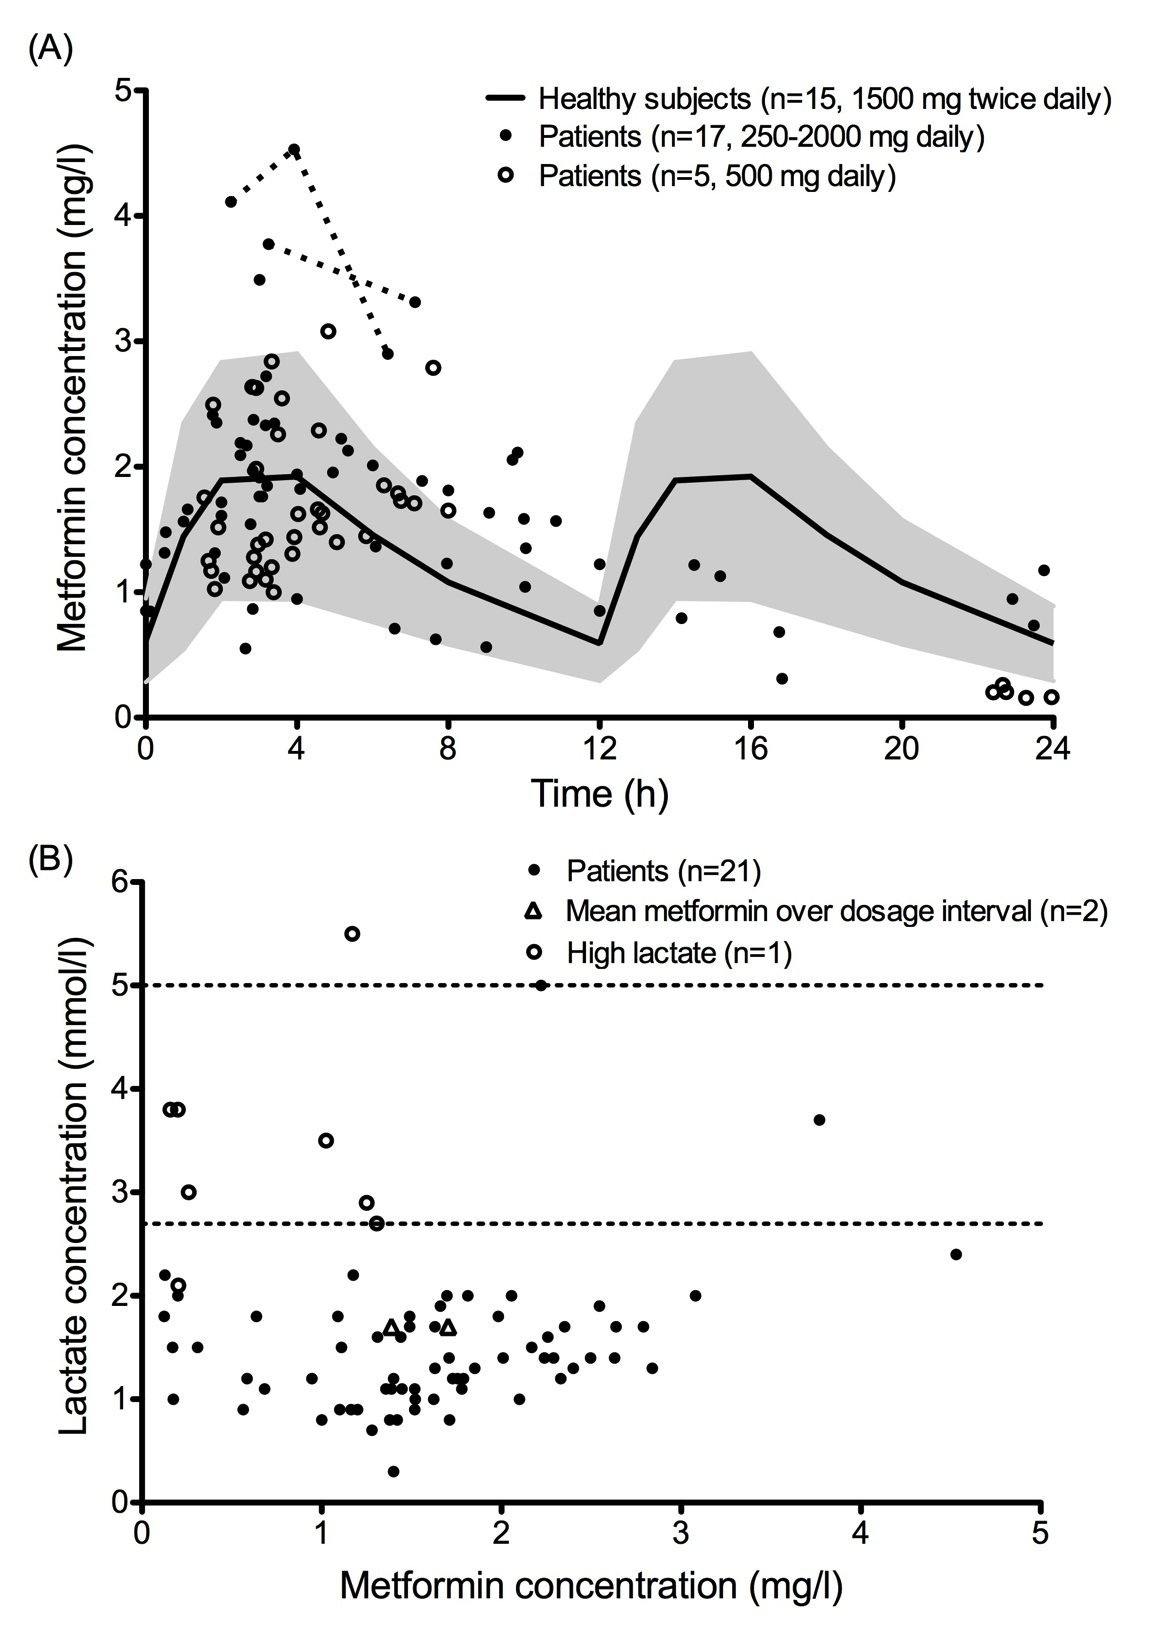 (A)
Healthy subjects (n=15, 1500 mg twice daily)
Patients (n=17, 250-2000 mg daily)
Patients (n=5, 500 mg daily)
Metformin concentration (mg/l)
5
4
3
2
1
0
0 4 8 12 16 20 24
Time (h)
(B)
Patients (n=21)
Mean metformin over dosage interval (n=2)
High lactate (n=1)
Lactate concentration (mmol/l)
6
5
4
3
2
1
0
0 1 2 3 4 5
Metformin concentration (mg/l)